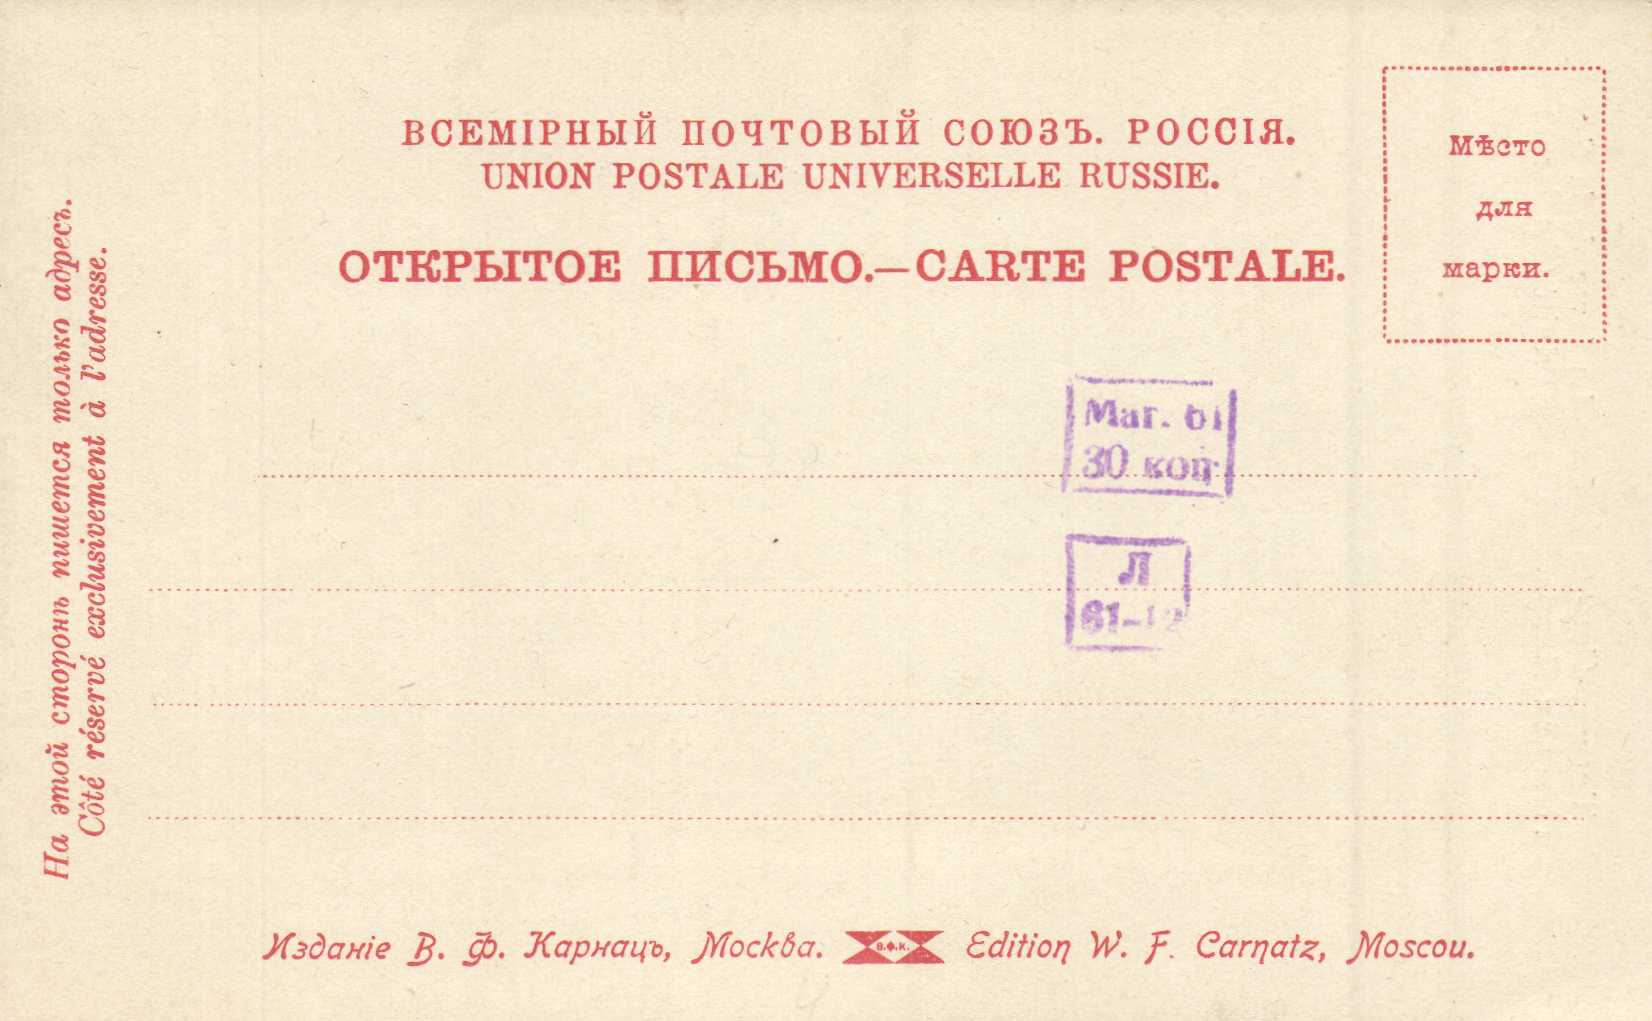 ВСЕМІРНЫЙ ПОЧТОВЫЙ СОЮЗЪ. РОССІЯ.
UNION POSTALE UNIVERSELLE RUSSIE.
ОТКРЫТОЕ ПИСЬМО.—CARTE POSTALE.
Мѣсто
для
марки.
На этой сторонѣ пишется только адресъ.
Côté réservé exclusivement à l'adresse.
Маг. 61
30 коп
Л
61-12
Изданіе В. Ф. Карнацъ, Москва. В.Ф.К. Edition W. F. Carnatz, Moscou.